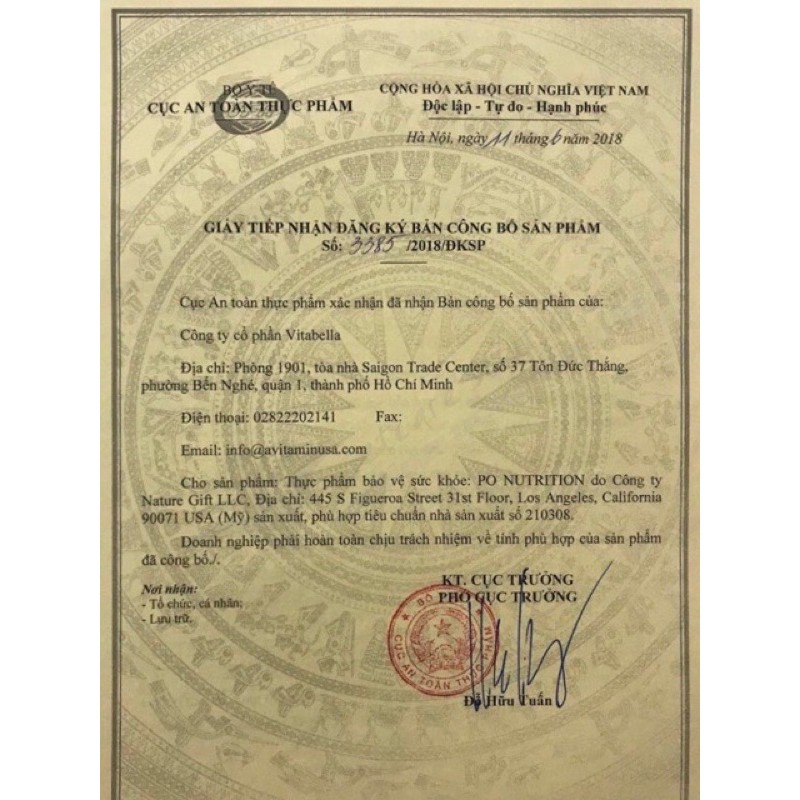 BỘ Y TẾ
CỤC AN TOÀN THỰC PHẨM
CỘNG HÒA XÃ HỘI CHỦ NGHĨA VIỆT NAM
Độc lập - Tự do - Hạnh phúc
Hà Nội, ngày 11 tháng 6 năm 2018
GIẤY TIẾP NHẬN ĐĂNG KÝ BẢN CÔNG BỐ SẢN PHẨM
Số: 3385 /2018/ĐKSP
Cục An toàn thực phẩm xác nhận đã nhận Bản công bố sản phẩm của:
Công ty cổ phần Vitabella
Địa chỉ: Phòng 1901, tòa nhà Saigon Trade Center, số 37 Tôn Đức Thắng,
phường Bến Nghé, quận 1, thành phố Hồ Chí Minh
Điện thoại: 02822202141 Fax:
Email: info@avitaminusa.com
Cho sản phẩm: Thực phẩm bảo vệ sức khỏe: PO NUTRITION do Công ty
Nature Gift LLC, Địa chỉ: 445 S Figueroa Street 31st Floor, Los Angeles, California
90071 USA (Mỹ) sản xuất, phù hợp tiêu chuẩn nhà sản xuất số 210308.
Doanh nghiệp phải hoàn toàn chịu trách nhiệm về tính phù hợp của sản phẩm
đã công bố./.
Nơi nhận:
- Tổ chức, cá nhân;
- Lưu trữ.
KT. CỤC TRƯỞNG
PHÓ CỤC TRƯỞNG
BỘ Y
CỤC AN TOÀN THỰC PHẨM
Đỗ Hữu Tuấn